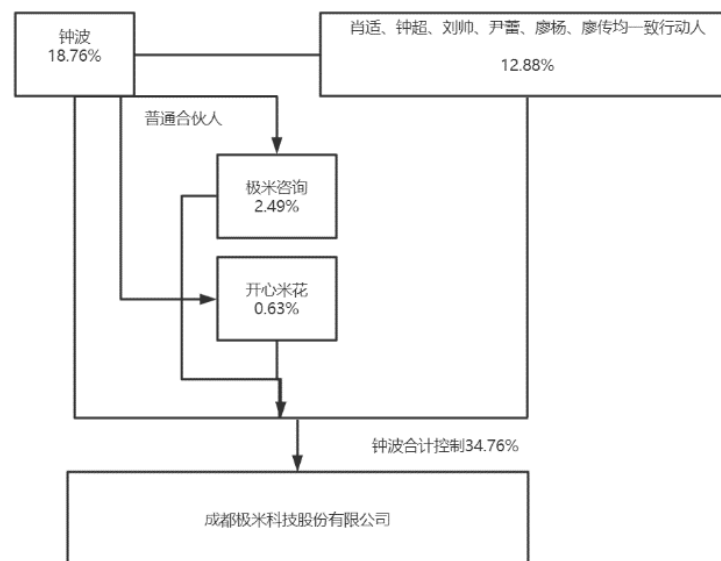 钟波
18.76%
肖适、钟超、刘帅、尹蕾、廖杨、廖传均一致行动人
12.88%
普通合伙人
极米咨询
2.49%
开心米花
0.63%
钟波合计控制34.76%
成都极米科技股份有限公司